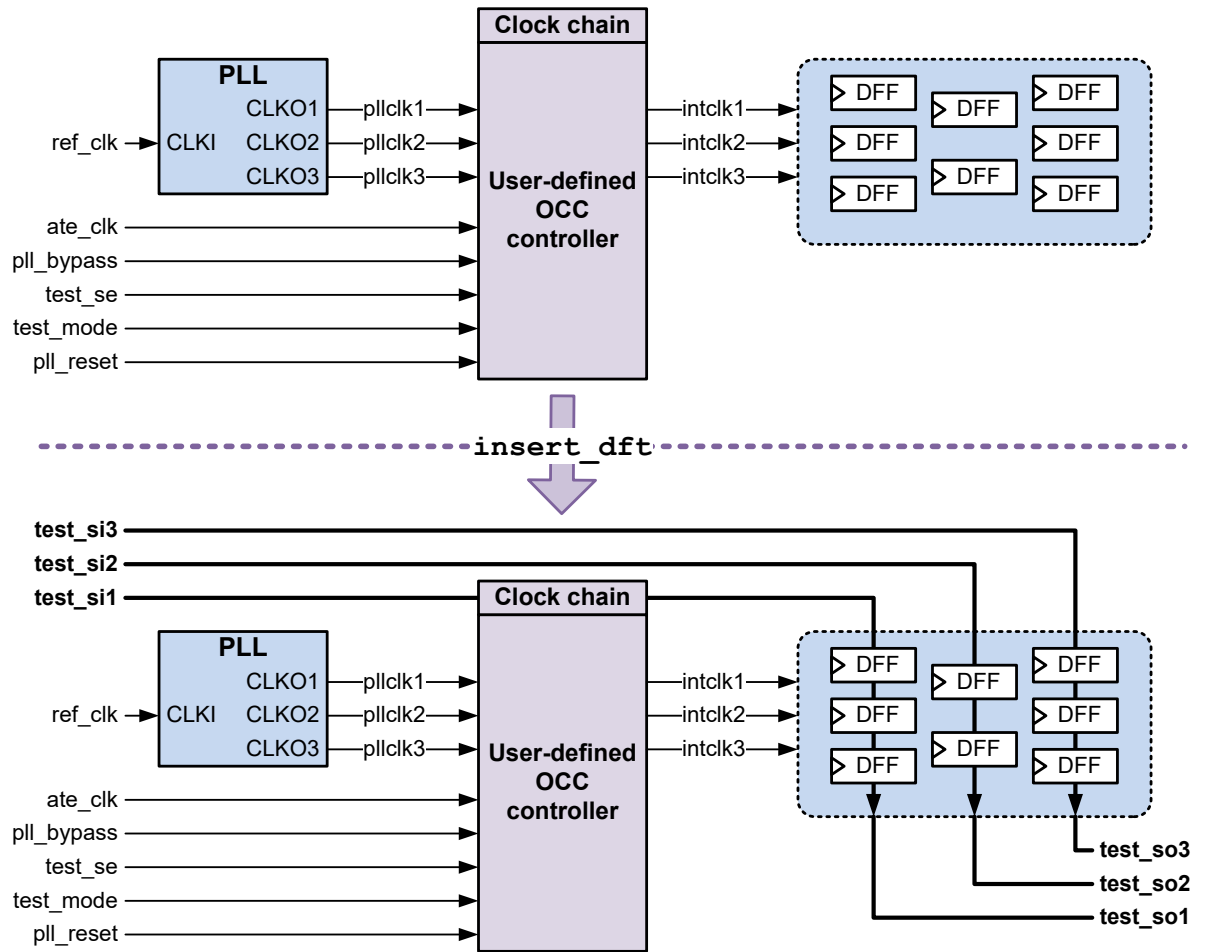 Clock chain
PLL
CLKO1 pllclk1 intclk1
ref_clk CLKI CLKO2 pllclk2 intclk2
CLKO3 pllclk3 intclk3
User-defined
OCC
controller
DFF DFF
DFF
DFF DFF
DFF
DFF DFF
ate_clk
pll_bypass
test_se
test_mode
pll_reset
insert_dft
test_si3
test_si2
test_si1
Clock chain
PLL
CLKO1 pllclk1 intclk1
ref_clk CLKI CLKO2 pllclk2 intclk2
CLKO3 pllclk3 intclk3
User-defined
OCC
controller
DFF DFF
DFF
DFF DFF
DFF
DFF DFF
ate_clk
pll_bypass
test_se
test_mode
pll_reset
test_so3
test_so2
test_so1